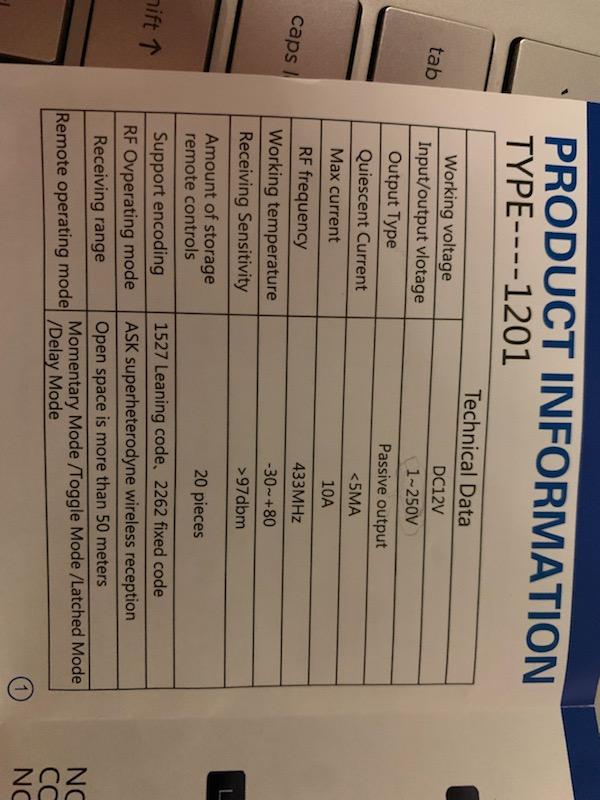 PRODUCT INFORMATION
TYPE----1201
Technical Data
Working voltage DC12V
Input/output vlotage 1~250V
Output Type Passive output
Quiescent Current <5MA
Max current 10A
RF frequency 433MHz
Working temperature -30~+80
Receiving Sensitivity >97dbm
Amount of storage
remote controls 20 pieces
Support encoding 1527 Leaning code、2262 fixed code
RF Ovperating mode ASK superheterodyne wireless reception
Receiving range Open space is more than 50 meters
Remote operating mode Momentary Mode /Toggle Mode /Latched Mode
/Delay Mode
1
tab
caps
NO
CO
NO